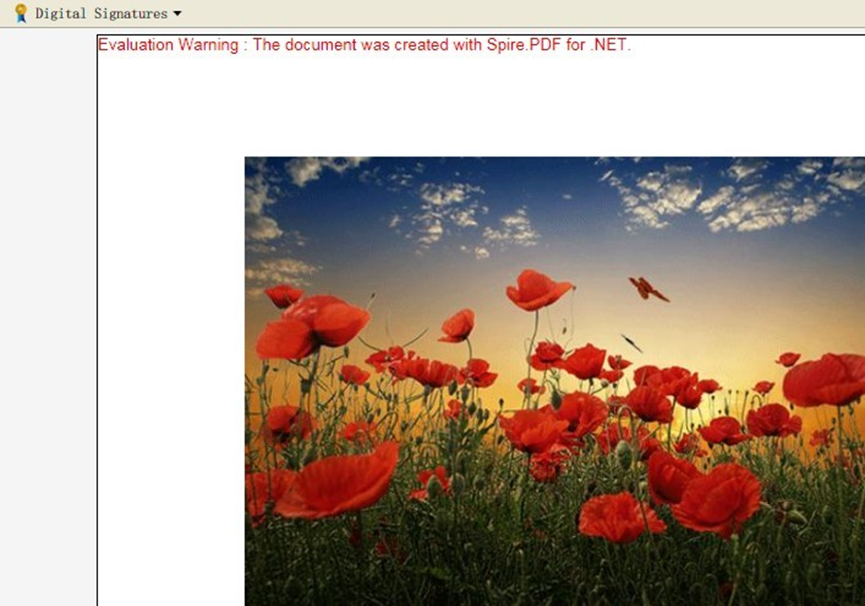 Digital Signatures
Evaluation Warning : The document was created with Spire.PDF for .NET.